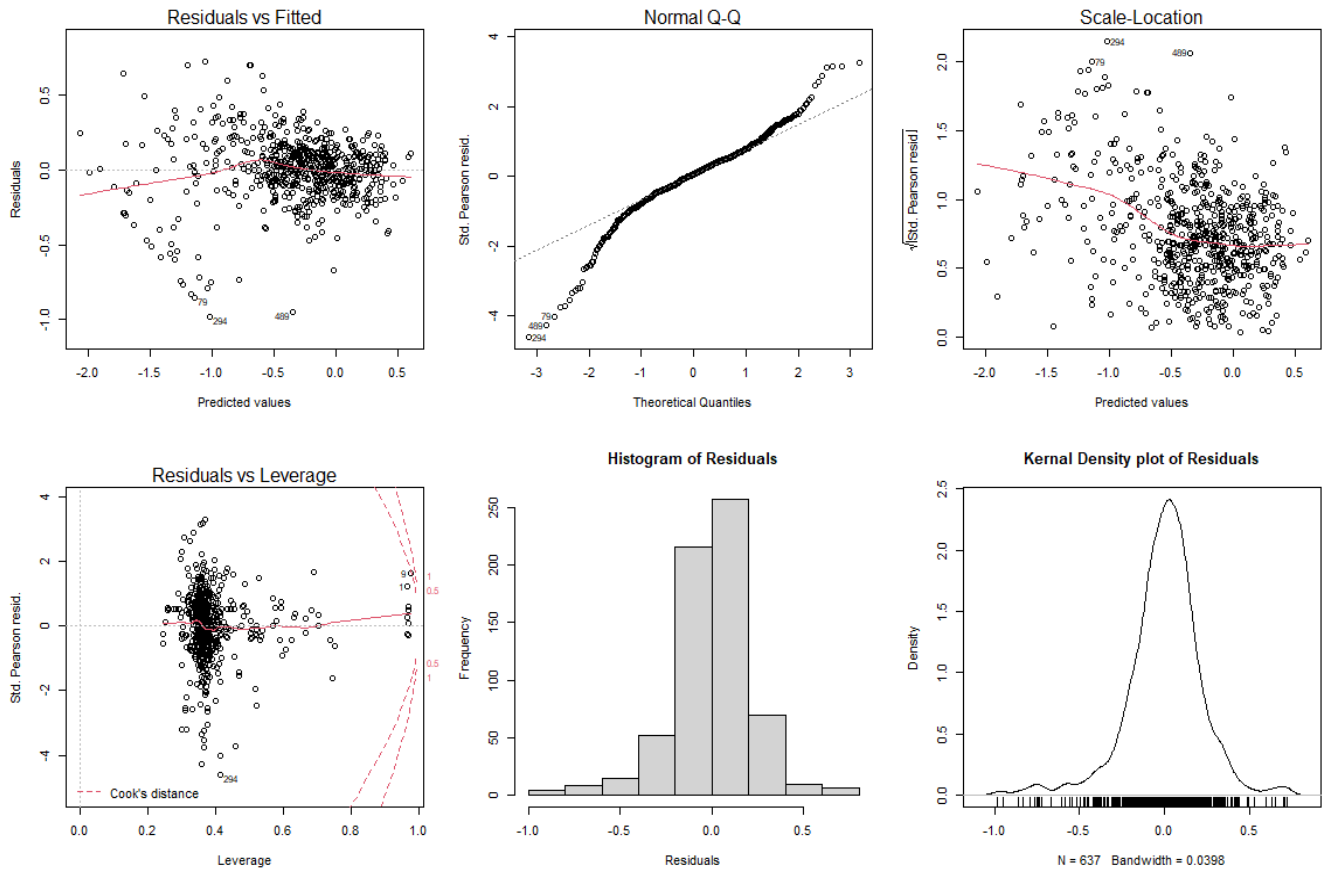 Residuals vs Fitted
Residuals
0.5
0.0
-0.5
-1.0
79
294
489
-2.0 -1.5 -1.0 -0.5 0.0 0.5
Predicted values
Normal Q-Q
Std. Pearson resid.
4
2
0
-2
-4
79
489
294
-3 -2 -1 0 1 2 3
Theoretical Quantiles
Scale-Location
√|Std. Pearson resid|
2.0
1.5
1.0
0.5
0.0
294
489
79
-2.0 -1.5 -1.0 -0.5 0.0 0.5
Predicted values
Residuals vs Leverage
Std. Pearson resid.
4
2
0
-2
-4
9
1
1
0.5
0.5
1
294
Cook's distance
0.0 0.2 0.4 0.6 0.8 1.0
Leverage
Histogram of Residuals
Frequency
250
200
150
100
50
0
-1.0 -0.5 0.0 0.5
Residuals
Kernal Density plot of Residuals
Density
2.5
2.0
1.5
1.0
0.5
0.0
-1.0 -0.5 0.0 0.5
N = 637 Bandwidth = 0.0398